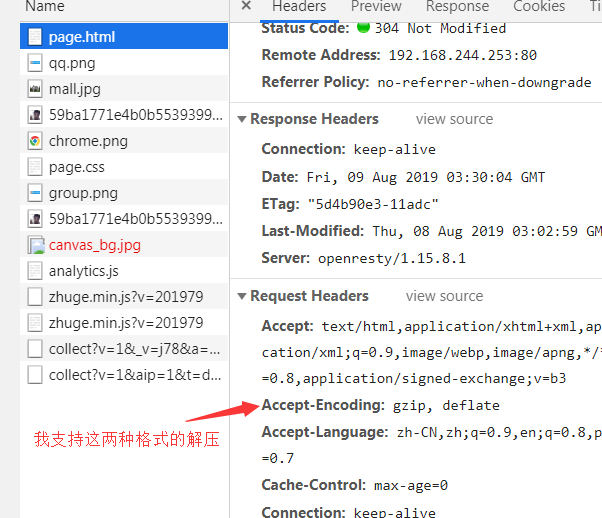 Name
page.html
qq.png
mall.jpg
59ba1771e4b0b5539399...
chrome.png
page.css
group.png
59ba1771e4b0b5539399...
canvas_bg.jpg
analytics.js
zhuge.min.js?v=201979
zhuge.min.js?v=201979
collect?v=1&_v=j78&a=...
collect?v=1&aip=1&t=d...
我支持这两种格式的解压
× Headers Preview Response Cookies Ti
Status Code: 304 Not Modified
Remote Address: 192.168.244.253:80
Referrer Policy: no-referrer-when-downgrade
Response Headers view source
Connection: keep-alive
Date: Fri, 09 Aug 2019 03:30:04 GMT
ETag: "5d4b90e3-11adc"
Last-Modified: Thu, 08 Aug 2019 03:02:59 GM
Server: openresty/1.15.8.1
Request Headers view source
Accept: text/html,application/xhtml+xml,ap
cation/xml;q=0.9,image/webp,image/apng,*/*
=0.8,application/signed-exchange;v=b3
Accept-Encoding: gzip, deflate
Accept-Language: zh-CN,zh;q=0.9,en;q=0.8,p
=0.7
Cache-Control: max-age=0
Connection: keep-alive